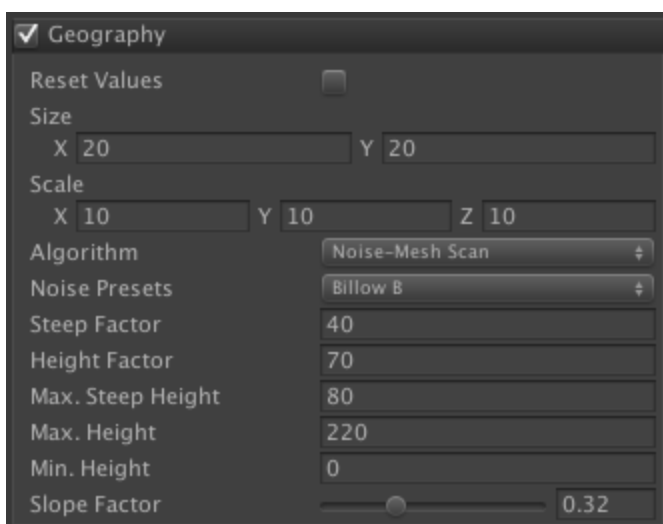 Geography
Reset Values
Size
X 20 Y 20
Scale
X 10 Y 10 Z 10
Algorithm Noise-Mesh Scan
Noise Presets Billow B
Steep Factor 40
Height Factor 70
Max. Steep Height 80
Max. Height 220
Min. Height 0
Slope Factor 0.32